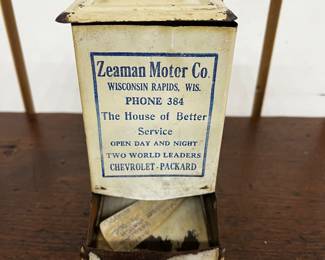 Zeaman Motor Co.
WISCONSIN RAPIDS, WIS.
PHONE 384
The House of Better
Service
OPEN DAY AND NIGHT
TWO WORLD LEADERS
CHEVROLET-PACKARD